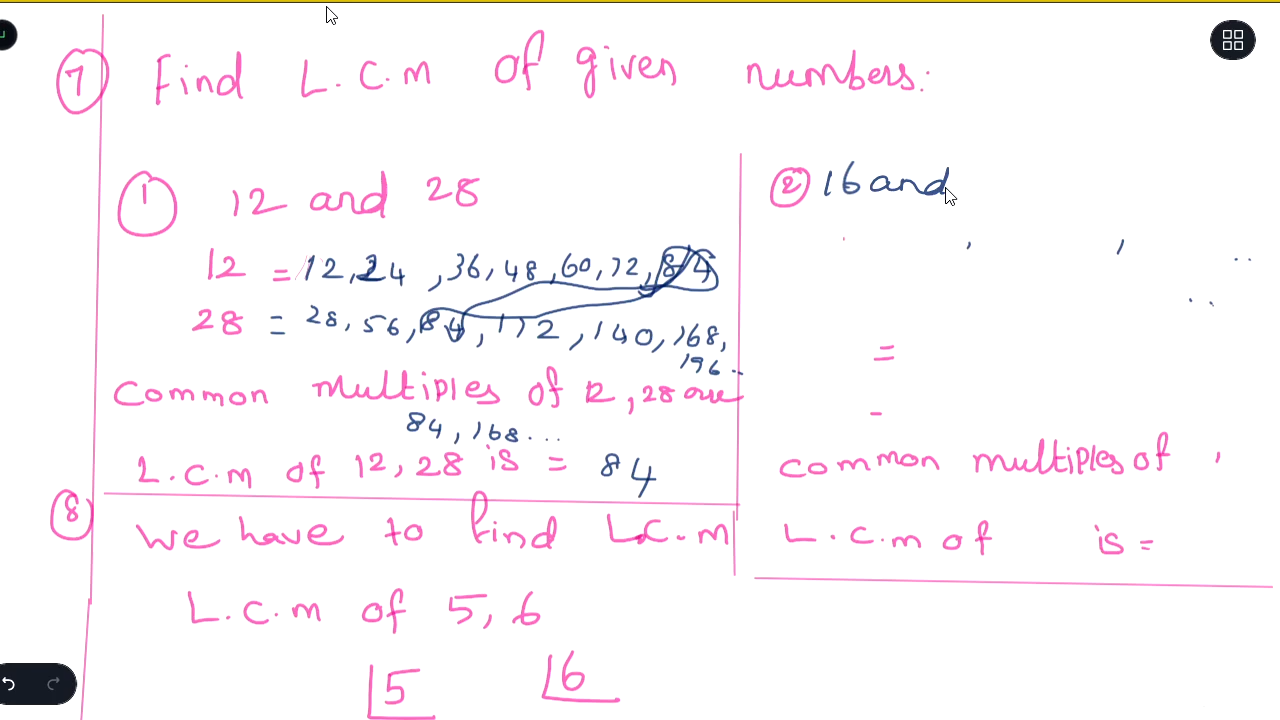 7 Find L.C.M of given numbers:
1 12 and 28
12 = 12, 24, 36, 48, 60, 72, 84
28 = 28, 56, 84, 112, 140, 168,
196..
Common multiples of 12, 28 are
84, 168...
L.C.M of 12, 28 is = 84
2 16 and
, , ..
..
=
-
common multiples of ,
L.C.M of is =
8 We have to find L.C.M
L.C.M of 5, 6
5 6